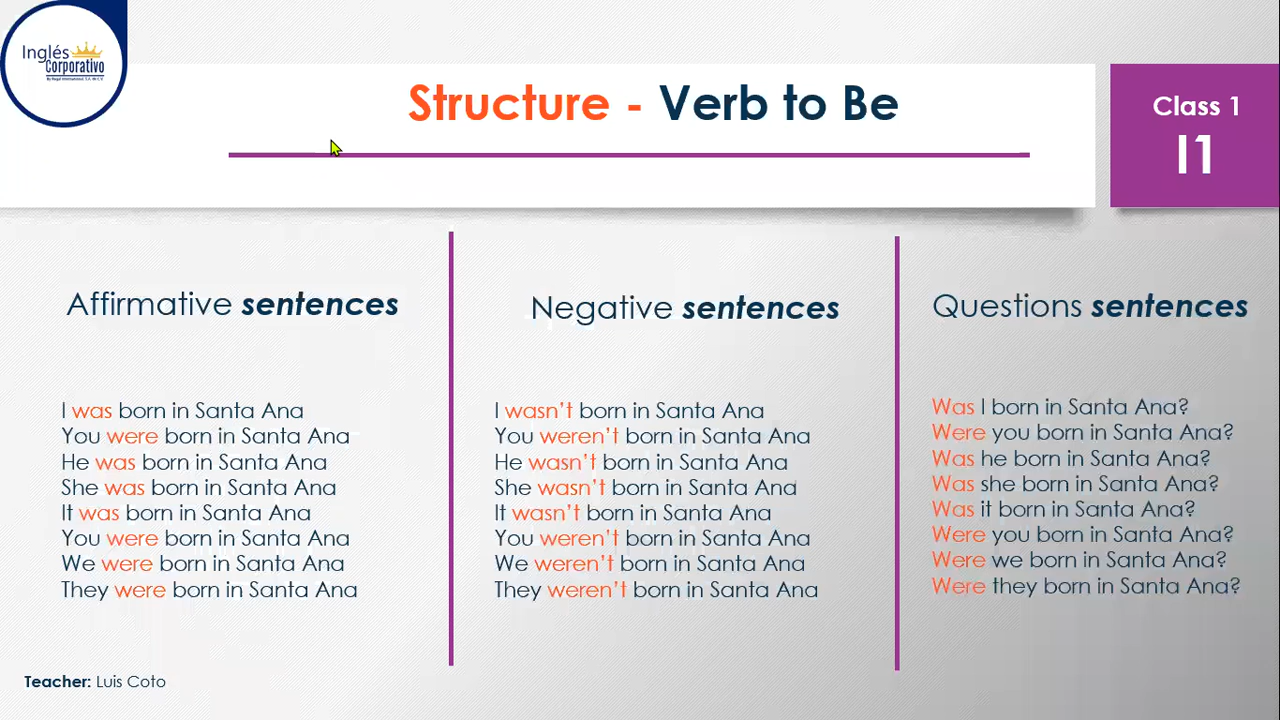 Inglés
Corporativo
Structure - Verb to Be
Class 1
I1
Affirmative sentences
I was born in Santa Ana
You were born in Santa Ana
He was born in Santa Ana
She was born in Santa Ana
It was born in Santa Ana
You were born in Santa Ana
We were born in Santa Ana
They were born in Santa Ana
Negative sentences
I wasn’t born in Santa Ana
You weren’t born in Santa Ana
He wasn’t born in Santa Ana
She wasn’t born in Santa Ana
It wasn’t born in Santa Ana
You weren’t born in Santa Ana
We weren’t born in Santa Ana
They weren’t born in Santa Ana
Questions sentences
Was I born in Santa Ana?
Were you born in Santa Ana?
Was he born in Santa Ana?
Was she born in Santa Ana?
Was it born in Santa Ana?
Were you born in Santa Ana?
Were we born in Santa Ana?
Were they born in Santa Ana?
Teacher: Luis Coto